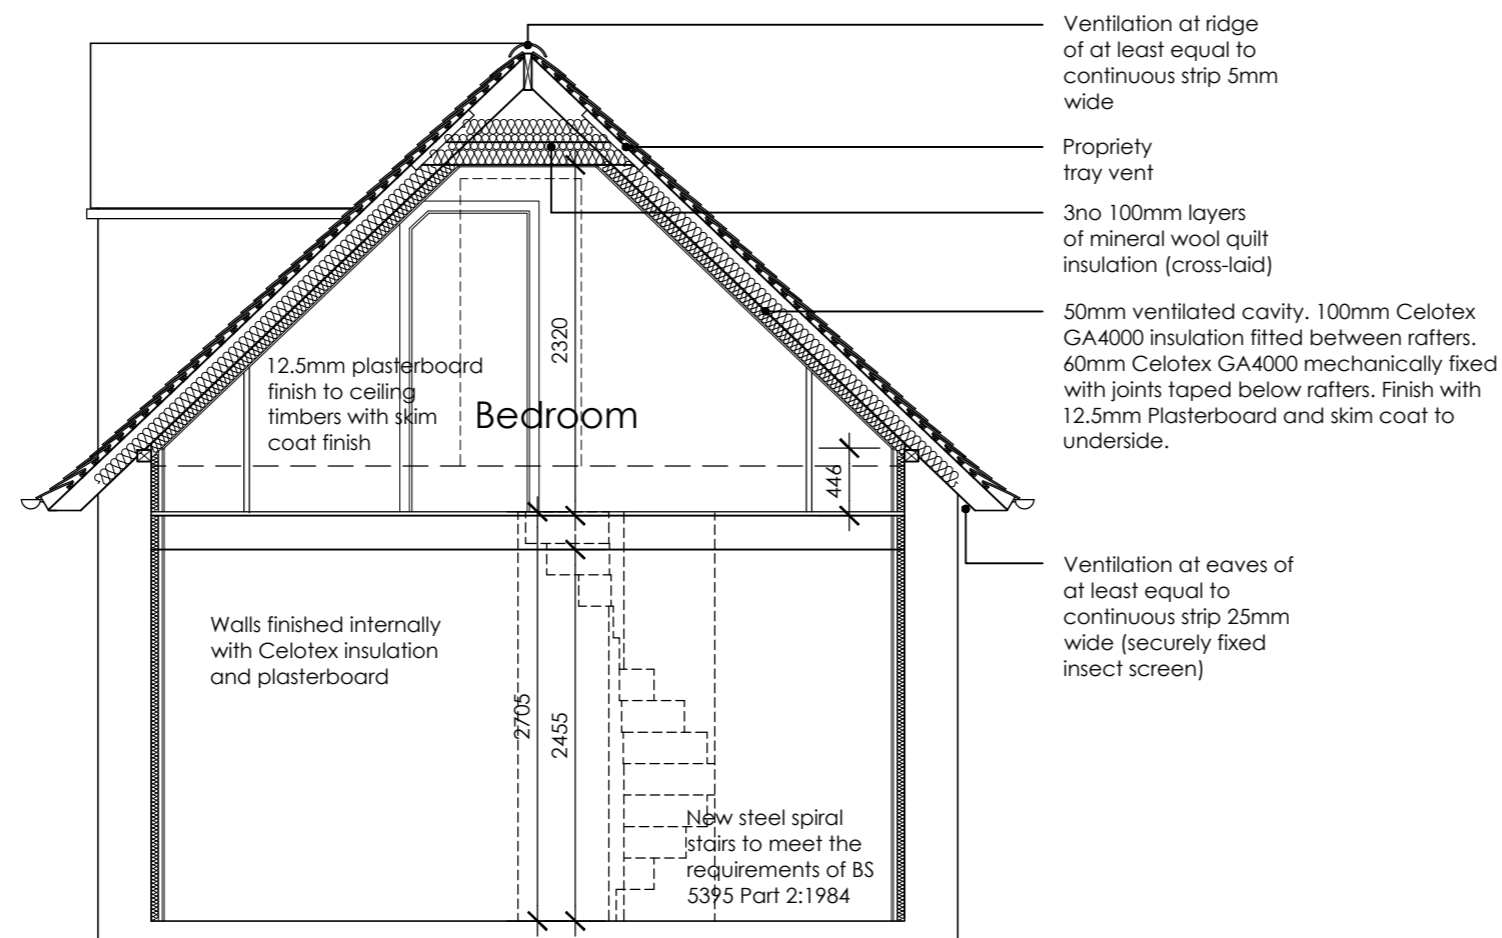 Ventilation at ridge
of at least equal to
continuous strip 5mm
wide
Propriety
tray vent
3no 100mm layers
of mineral wool quilt
insulation (cross-laid)
50mm ventilated cavity. 100mm Celotex
GA4000 insulation fitted between rafters.
60mm Celotex GA4000 mechanically fixed
with joints taped below rafters. Finish with
12.5mm Plasterboard and skim coat to
underside.
2320
12.5mm plasterboard
finish to ceiling
timbers with skim
coat finish
Bedroom
446
Ventilation at eaves of
at least equal to
continuous strip 25mm
wide (securely fixed
insect screen)
Walls finished internally
with Celotex insulation
and plasterboard
2705
2455
New steel spiral
stairs to meet the
requirements of BS
5395 Part 2:1984